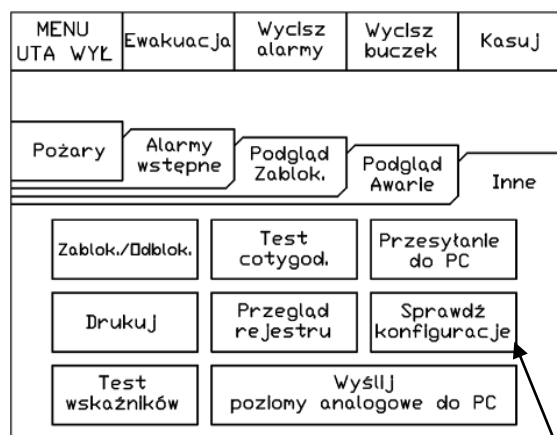 MENU
UTA WYŁ
Ewakuacja
Wycisz
alarmy
Wycisz
buczek
Kasuj
Pożary
Alarmy
wstępne
Podgląd
Zablok.
Podgląd
Awarie
Inne
Zablok./Odblok.
Test
cotygod.
Przesyłanie
do PC
Drukuj
Przegląd
rejestru
Sprawdź
konfigurację
Test
wskaźników
Wyślij
poziomy analogowe do PC